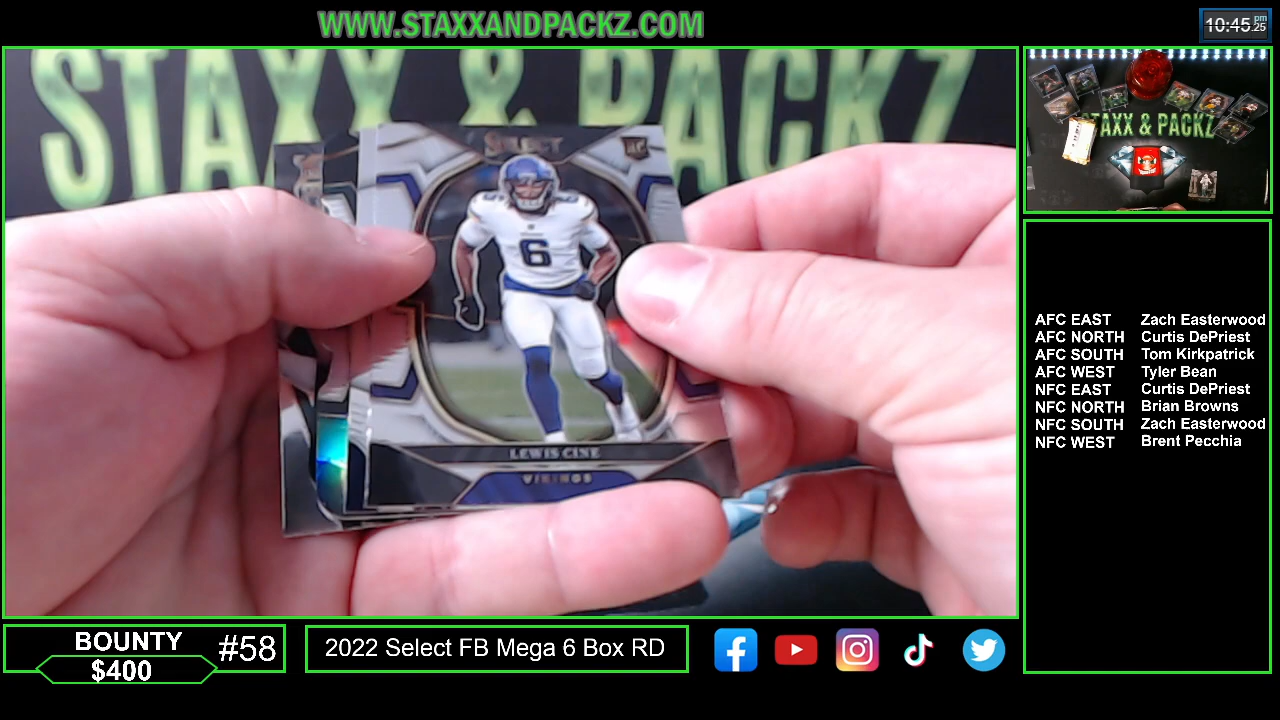 WWW.STAXXANDPACKZ.COM
10:45 pm .25
STAXX & PACKZ
STAXX & PACKZ
SELECT
RC
6
6
LEWIS CINE
VIKINGS
AFC EAST Zach Easterwood
AFC NORTH Curtis DePriest
AFC SOUTH Tom Kirkpatrick
AFC WEST Tyler Bean
NFC EAST Curtis DePriest
NFC NORTH Brian Browns
NFC SOUTH Zach Easterwood
NFC WEST Brent Pecchia
BOUNTY
$400
#58
2022 Select FB Mega 6 Box RD